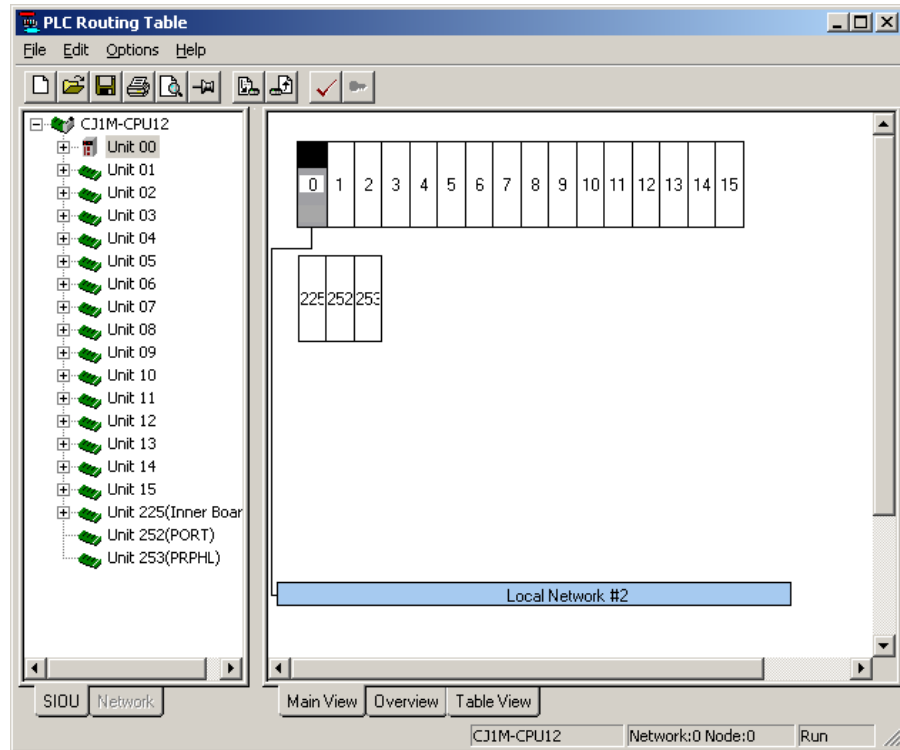 PLC Routing Table
File Edit Options Help
CJ1M-CPU12
Unit 00
Unit 01
Unit 02
Unit 03
Unit 04
Unit 05
Unit 06
Unit 07
Unit 08
Unit 09
Unit 10
Unit 11
Unit 12
Unit 13
Unit 14
Unit 15
Unit 225(Inner Boar
Unit 252(PORT)
Unit 253(PRPHL)
0 1 2 3 4 5 6 7 8 9 10 11 12 13 14 15
225 252 253
Local Network #2
SIOU Network
Main View Overview Table View
CJ1M-CPU12 Network:0 Node:0 Run